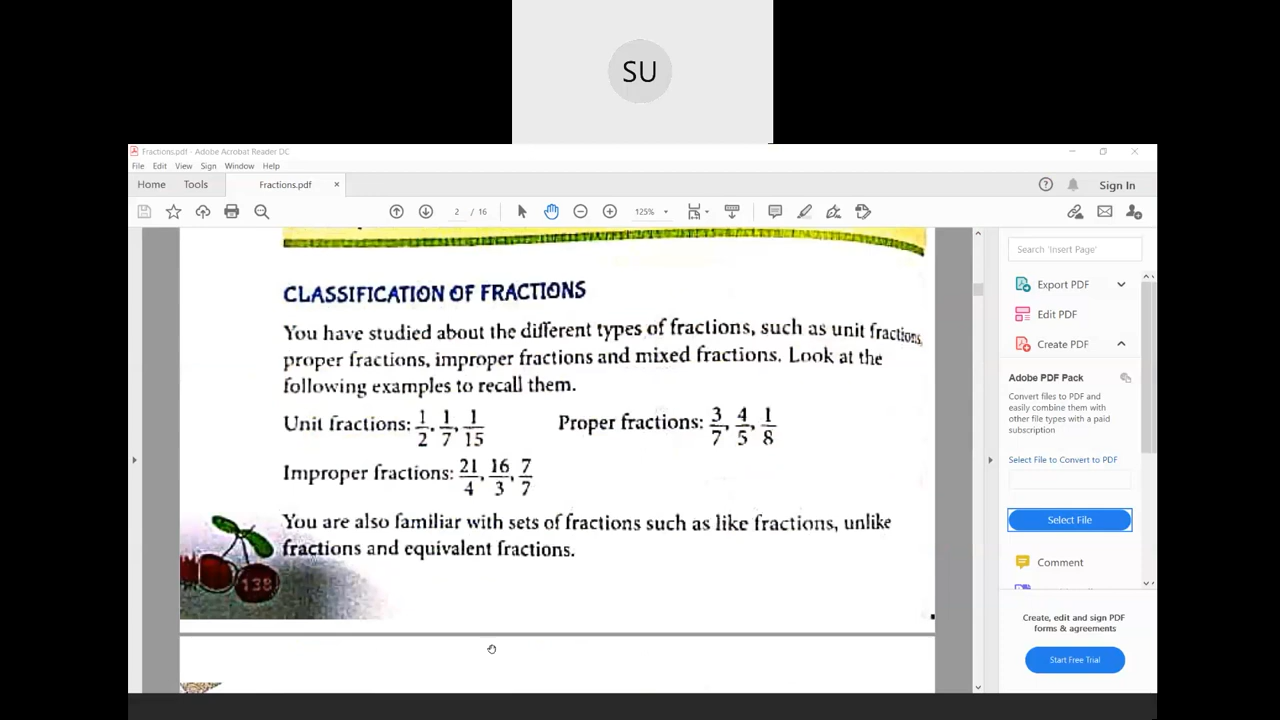 SU
Fractions.pdf - Adobe Acrobat Reader DC
File Edit View Sign Window Help
Home Tools Fractions.pdf × Sign In
2 / 16 125%
CLASSIFICATION OF FRACTIONS
You have studied about the different types of fractions, such as unit fractions,
proper fractions, improper fractions and mixed fractions. Look at the
following examples to recall them.
Unit fractions: 1/2, 1/7, 1/15 Proper fractions: 3/7, 4/5, 1/8
Improper fractions: 21/4, 16/3, 7/7
You are also familiar with sets of fractions such as like fractions, unlike
fractions and equivalent fractions.
138
Search 'Insert Page'
Export PDF
Edit PDF
Create PDF
Adobe PDF Pack
Convert files to PDF and
easily combine them with
other file types with a paid
subscription
Select File to Convert to PDF
Select File
Comment
Create, edit and sign PDF
forms & agreements
Start Free Trial